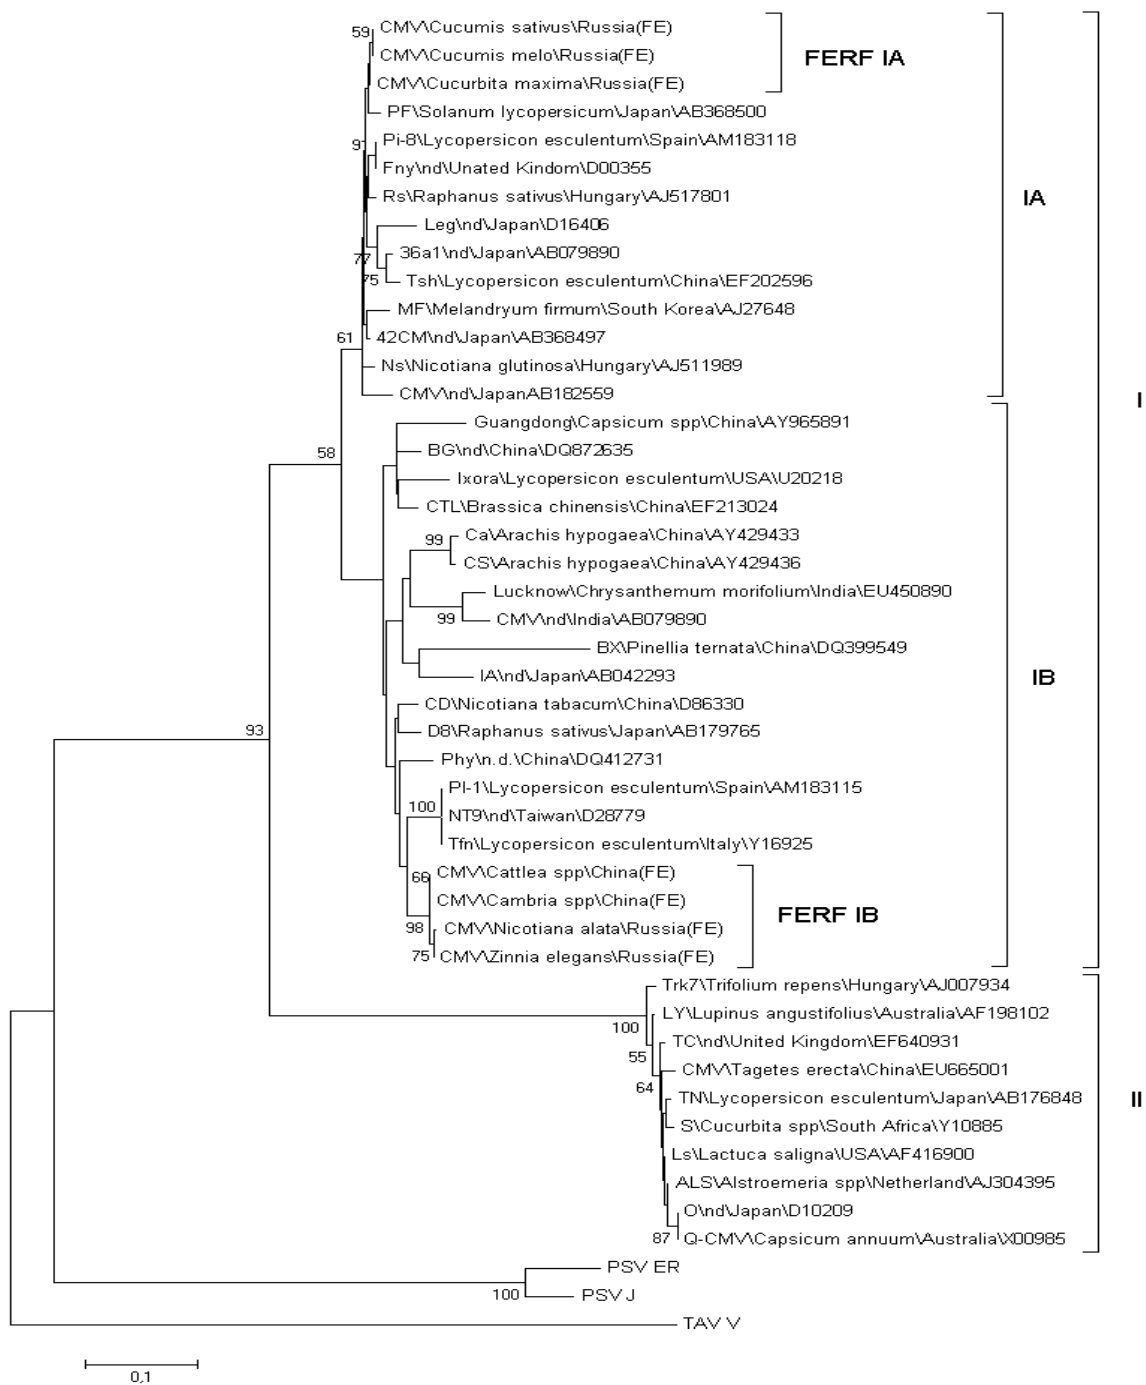 59
CMV\Cucumis sativus\Russia(FE)
CMV\Cucumis melo\Russia(FE)
FERF IA
CMV\Cucurbita maxima\Russia(FE)
PF\Solanum lycopersicum\Japan\AB368500
9
Pi-8\Lycopersicon esculentum\Spain\AM183118
Fny\nd\Unated Kindom\D00355
Rs\Raphanus sativus\Hungary\AJ517801
IA
Leg\nd\Japan\D16406
77
36a1\nd\Japan\AB079890
75
Tsh\Lycopersicon esculentum\China\EF202596
MF\Melandryum firmum\South Korea\AJ27648
61
42CM\nd\Japan\AB368497
Ns\Nicotiana glutinosa\Hungary\AJ511989
CMV\nd\JapanAB182559
I
Guangdong\Capsicum spp\China\AY965891
58
BG\nd\China\DQ872635
Ixora\Lycopersicon esculentum\USA\U20218
CTL\Brassica chinensis\China\EF213024
99
Ca\Arachis hypogaea\China\AY429433
CS\Arachis hypogaea\China\AY429436
Lucknow\Chrysanthemum morifolium\India\EU450890
99
CMV\nd\India\AB079890
BX\Pinellia ternata\China\DQ399549
IA\nd\Japan\AB042293
IB
CD\Nicotiana tabacum\China\D86330
93
D8\Raphanus sativus\Japan\AB179765
Phy\n.d.\China\DQ412731
PI-1\Lycopersicon esculentum\Spain\AM183115
100
NT9\nd\Taiwan\D28779
Tfn\Lycopersicon esculentum\Italy\Y16925
66
CMV\Cattlea spp\China(FE)
CMV\Cambria spp\China(FE)
FERF IB
98
CMV\Nicotiana alata\Russia(FE)
75
CMV\Zinnia elegans\Russia(FE)
Trk7\Trifolium repens\Hungary\AJ007934
LY\Lupinus angustifolius\Australia\AF198102
100
TC\nd\United Kingdom\EF640931
55
CMV\Tagetes erecta\China\EU665001
64
TN\Lycopersicon esculentum\Japan\AB176848
II
S\Cucurbita spp\South Africa\Y10885
Ls\Lactuca saligna\USA\AF416900
ALS\Alstroemeria spp\Netherland\AJ304395
O\nd\Japan\D10209
87
Q-CMV\Capsicum annuum\Australia\X00985
PSV ER
100
PSV J
TAV V
0,1